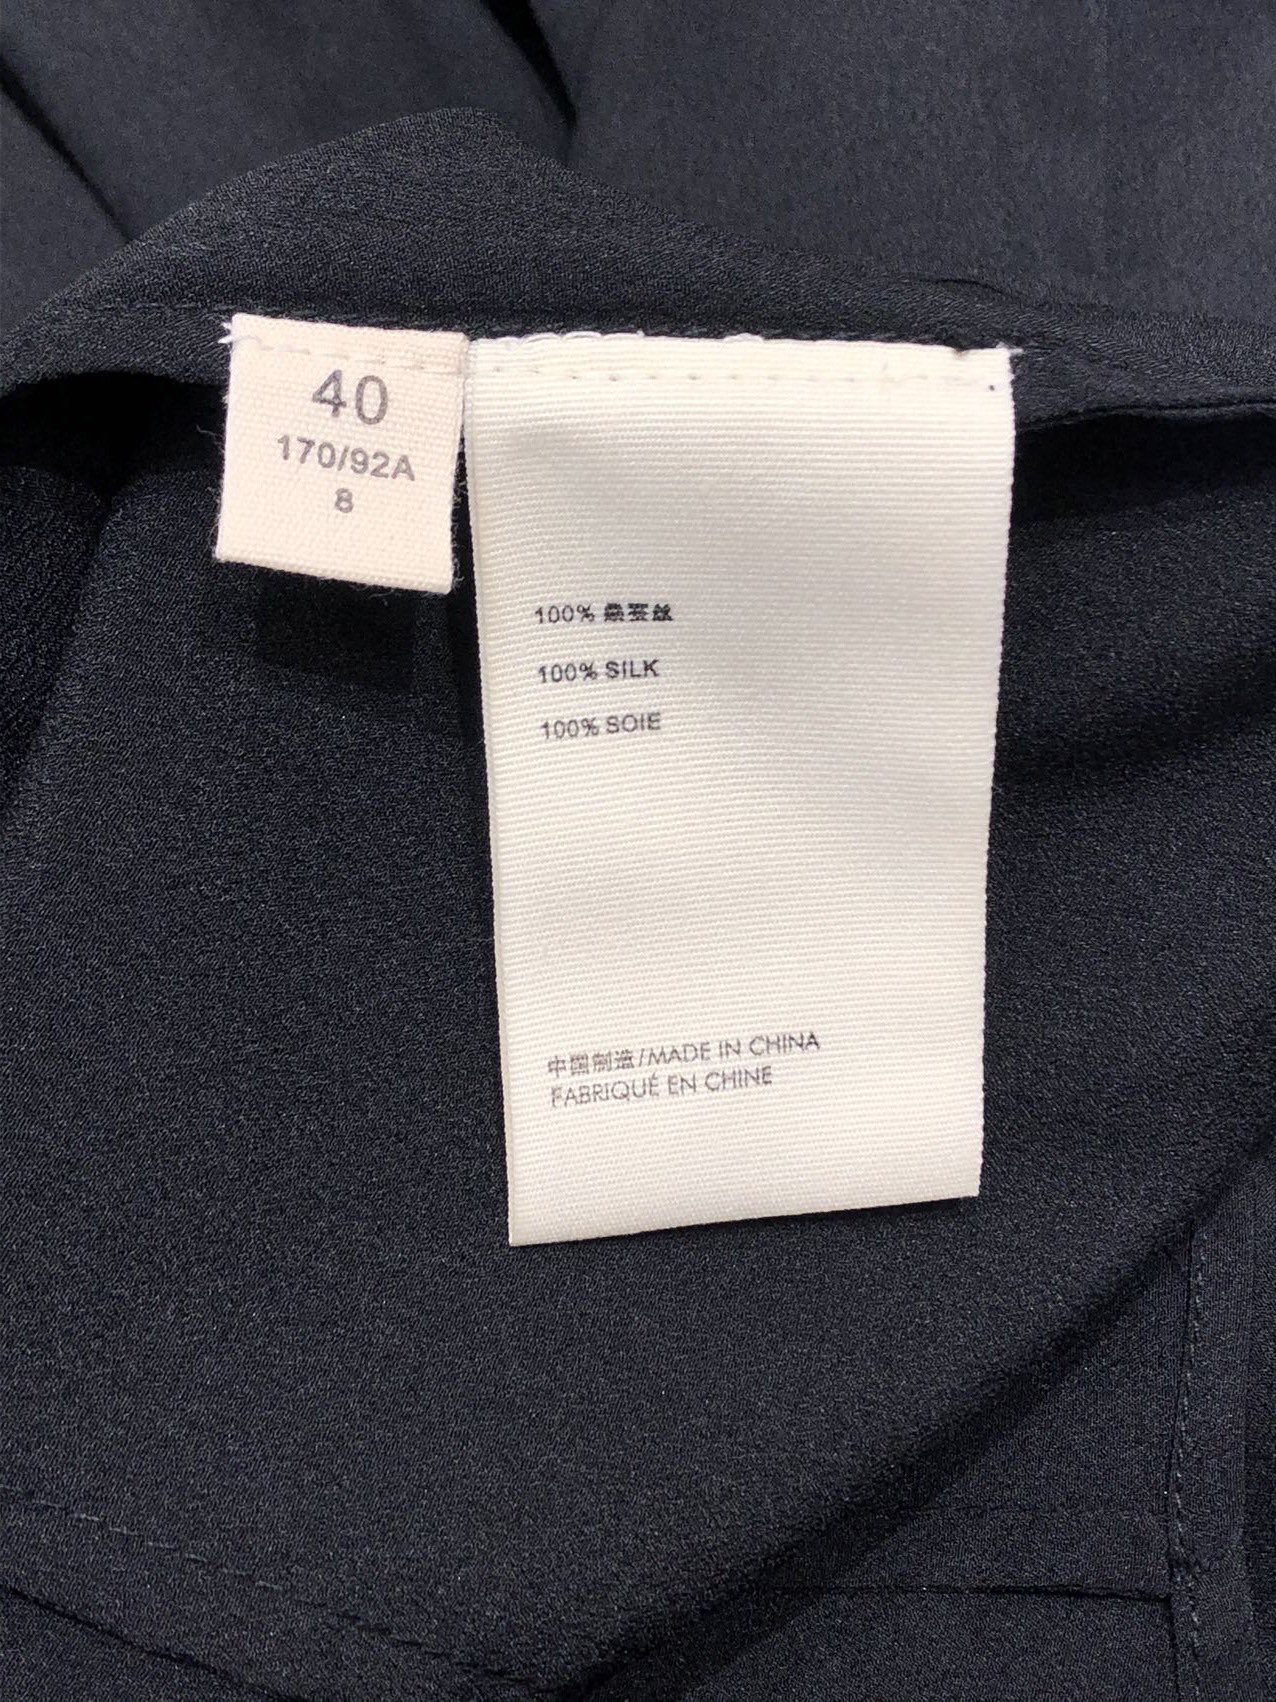 40
170/92A
8
100% 桑蚕丝
100% SILK
100% SOIE
中国制造/MADE IN CHINA
FABRIQUÉ EN CHINE